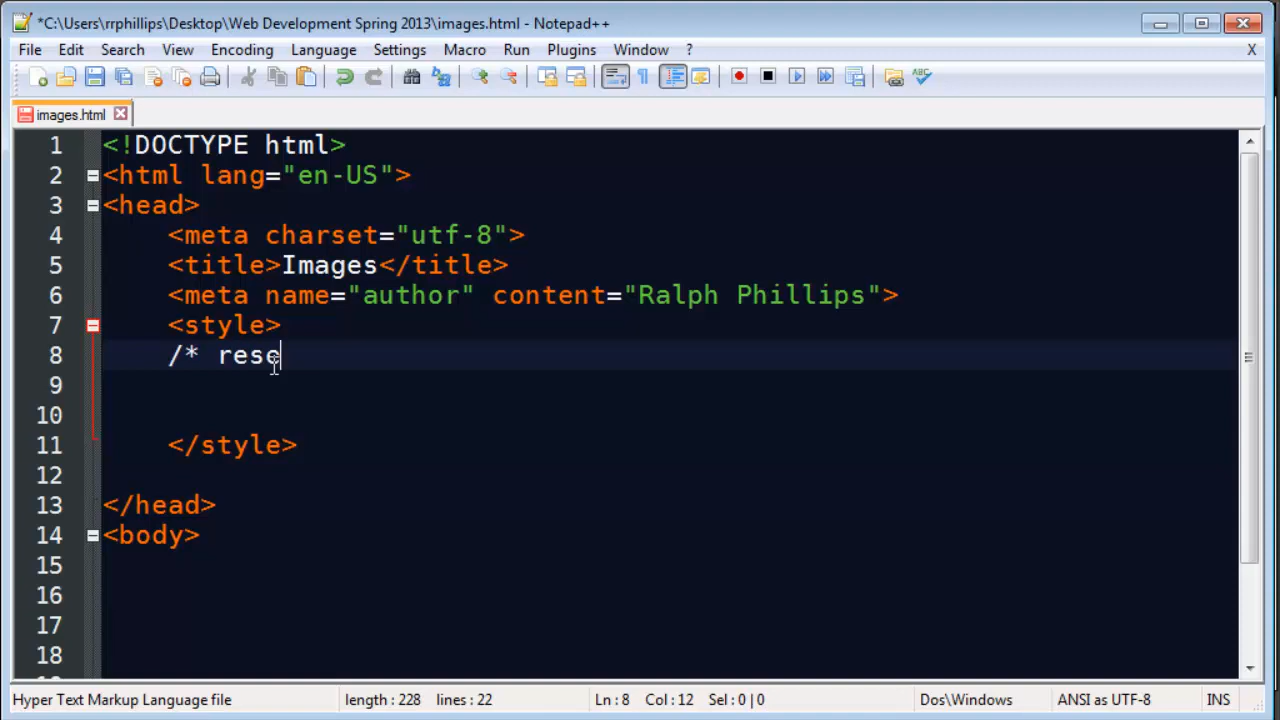 *C:\Users\rrphillips\Desktop\Web Development Spring 2013\images.html - Notepad++
File Edit Search View Encoding Language Settings Macro Run Plugins Window ? X
images.html
1 <!DOCTYPE html>
2 <html lang="en-US">
3 <head>
4 <meta charset="utf-8">
5 <title>Images</title>
6 <meta name="author" content="Ralph Phillips">
7 <style>
8 /* rese
9
10
11 </style>
12
13 </head>
14 <body>
15
16
17
18
Hyper Text Markup Language file length : 228 lines : 22 Ln : 8 Col : 12 Sel : 0 | 0 Dos\Windows ANSI as UTF-8 INS